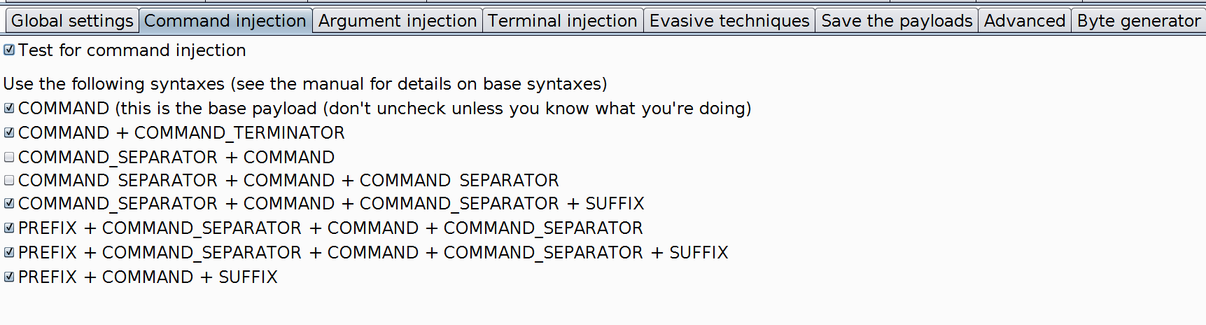 Global settings Command injection Argument injection Terminal injection Evasive techniques Save the payloads Advanced Byte generator
Test for command injection
Use the following syntaxes (see the manual for details on base syntaxes)
COMMAND (this is the base payload (don't uncheck unless you know what you're doing)
COMMAND + COMMAND_TERMINATOR
COMMAND_SEPARATOR + COMMAND
COMMAND_SEPARATOR + COMMAND + COMMAND_SEPARATOR
COMMAND_SEPARATOR + COMMAND + COMMAND_SEPARATOR + SUFFIX
PREFIX + COMMAND_SEPARATOR + COMMAND + COMMAND_SEPARATOR
PREFIX + COMMAND_SEPARATOR + COMMAND + COMMAND_SEPARATOR + SUFFIX
PREFIX + COMMAND + SUFFIX